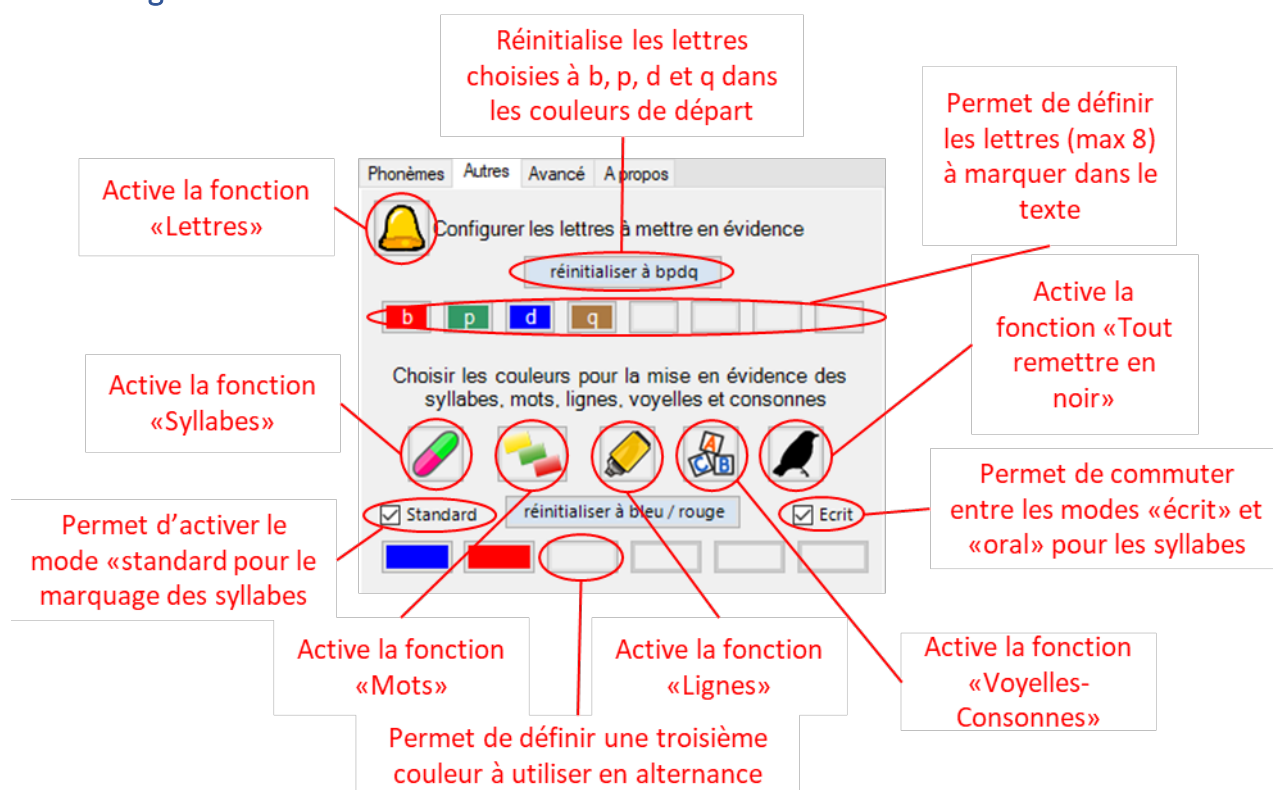 Réinitialise les lettres
choisies à b, p, d et q dans
les couleurs de départ
Permet de définir
les lettres (max 8)
à marquer dans le
texte
Active la fonction
«Lettres»
Phonèmes Autres Avancé A propos
Configurer les lettres à mettre en évidence
réinitialiser à bpdq
b p d q
Active la
fonction «Tout
remettre en
noir»
Active la fonction
«Syllabes»
Choisir les couleurs pour la mise en évidence des
syllabes, mots, lignes, voyelles et consonnes
A
C B
Standard réinitialiser à bleu / rouge Ecrit
Permet de commuter
entre les modes «écrit» et
«oral» pour les syllabes
Permet d’activer le
mode «standard pour le
marquage des syllabes
Active la fonction
«Mots»
Active la fonction
«Lignes»
Active la fonction
«Voyelles-
Consonnes»
Permet de définir une troisième
couleur à utiliser en alternance